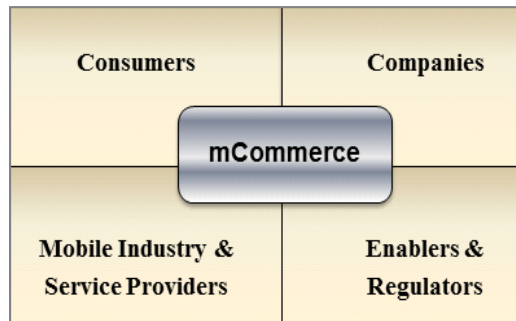 Consumers
Companies
mCommerce
Mobile Industry &
Service Providers
Enablers &
Regulators